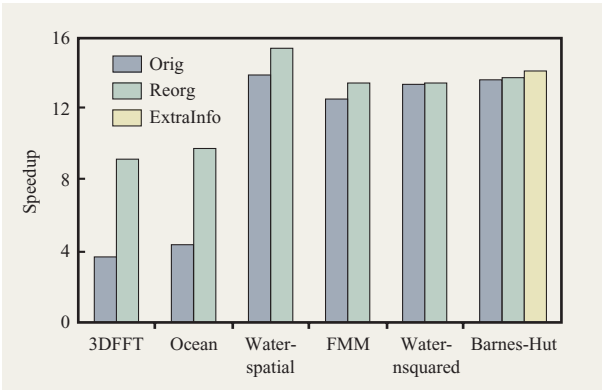 16
12
8
4
0
Speedup
Orig
Reorg
ExtraInfo
3DFFT
Ocean
Water-
spatial
FMM
Water-
nsquared
Barnes-Hut